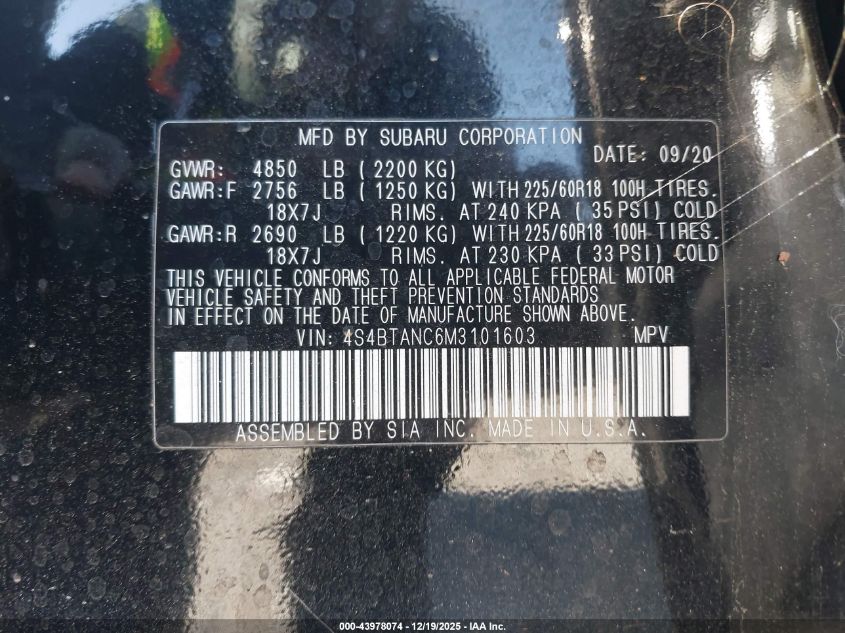 MFD BY SUBARU CORPORATION
DATE: 09/20
GVWR: 4850 LB ( 2200 KG)
GAWR:F 2756 LB ( 1250 KG) WITH 225/60R18 100H TIRES.
18X7J RIMS. AT 240 KPA ( 35 PSI) COLD
GAWR:R 2690 LB ( 1220 KG) WITH 225/60R18 100H TIRES.
18X7J RIMS. AT 230 KPA ( 33 PSI) COLD
THIS VEHICLE CONFORMS TO ALL APPLICABLE FEDERAL MOTOR
VEHICLE SAFETY AND THEFT PREVENTION STANDARDS
IN EFFECT ON THE DATE OF MANUFACTURE SHOWN ABOVE.
VIN: 4S4BTANC6M3101603 MPV
ASSEMBLED BY SIA INC. MADE IN U.S.A.
000-43978074 - 12/19/2025 - IAA Inc.